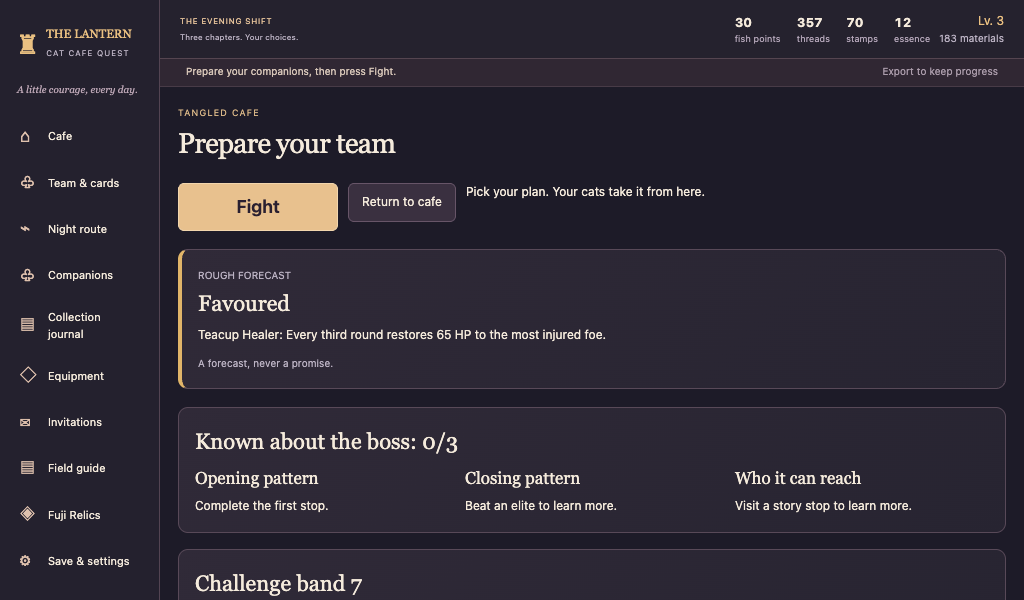 THE LANTERN
CAT CAFE QUEST
A little courage, every day.
Cafe
Team & cards
Night route
Companions
Collection
journal
Equipment
Invitations
Field guide
Fuji Relics
Save & settings
THE EVENING SHIFT
Three chapters. Your choices.
30
fish points
357
threads
70
stamps
12
essence
Lv. 3
183 materials
Prepare your companions, then press Fight.
Export to keep progress
TANGLED CAFE
Prepare your team
Fight
Return to cafe
Pick your plan. Your cats take it from here.
ROUGH FORECAST
Favoured
Teacup Healer: Every third round restores 65 HP to the most injured foe.
A forecast, never a promise.
Known about the boss: 0/3
Opening pattern
Complete the first stop.
Closing pattern
Beat an elite to learn more.
Who it can reach
Visit a story stop to learn more.
Challenge band 7